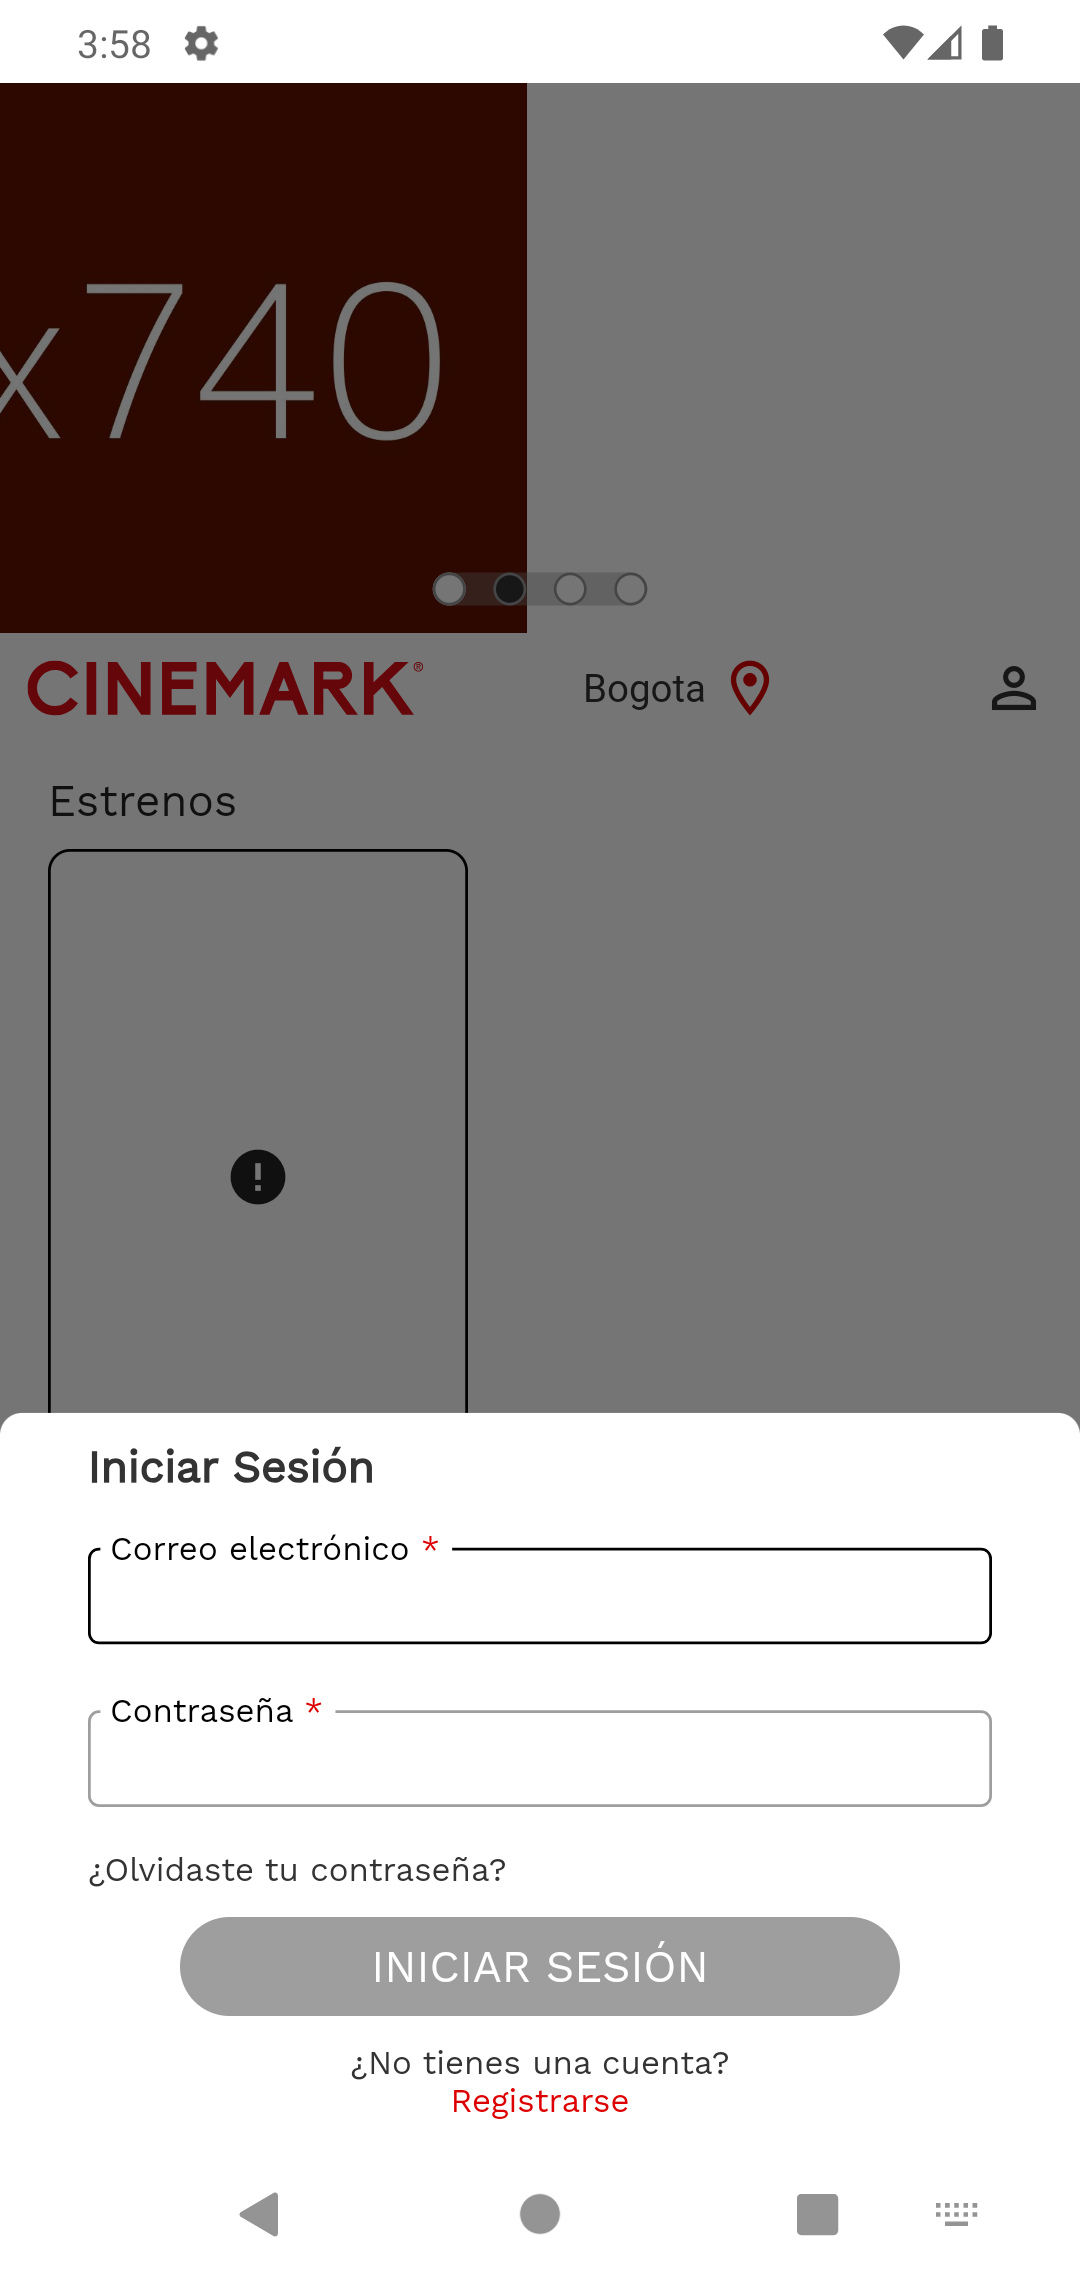 3:58
x740
CINEMARK®
Bogota
Estrenos
Iniciar Sesión
Correo electrónico *
Contraseña *
¿Olvidaste tu contraseña?
INICIAR SESIÓN
¿No tienes una cuenta?
Registrarse